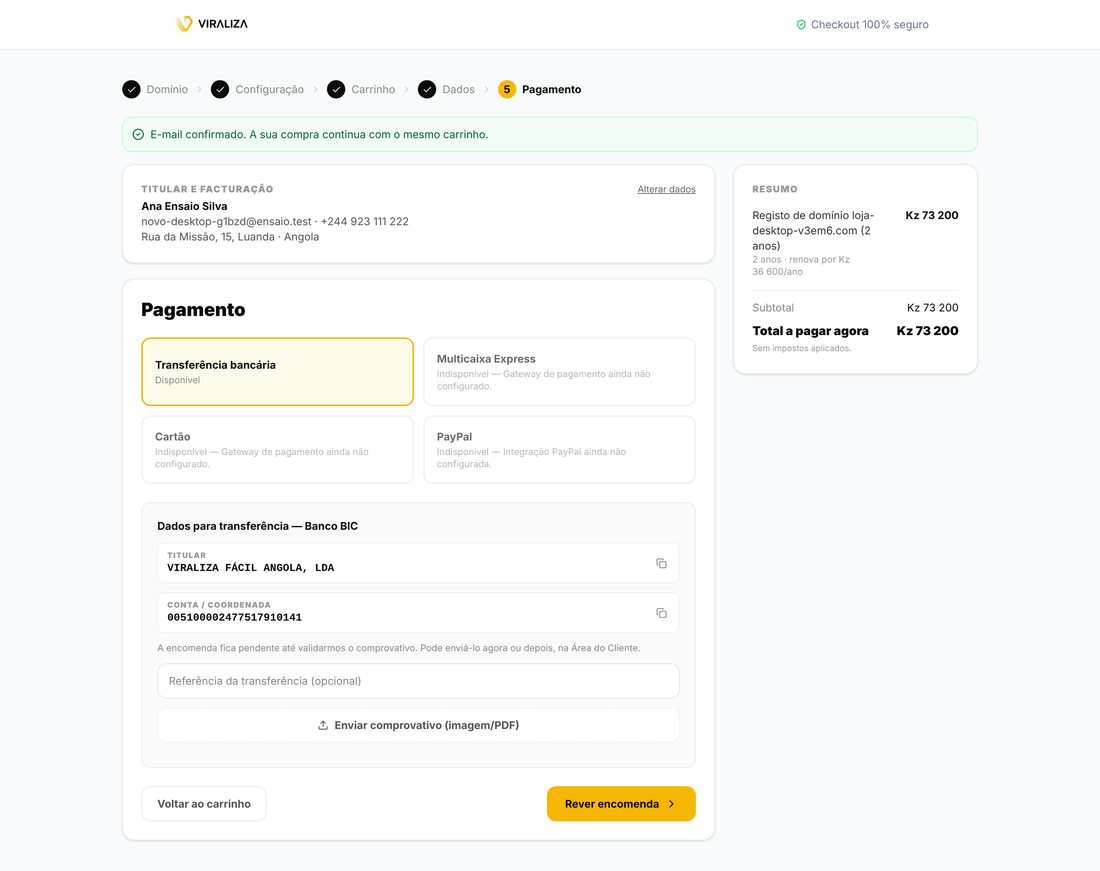 VIRALIZA
Checkout 100% seguro
Domínio
Configuração
Carrinho
Dados
5 Pagamento
E-mail confirmado. A sua compra continua com o mesmo carrinho.
TITULAR E FACTURAÇÃO
Alterar dados
Ana Ensaio Silva
novo-desktop-g1bzd@ensaio.test · +244 923 111 222
Rua da Missão, 15, Luanda · Angola
Pagamento
Transferência bancária
Disponível
Multicaixa Express
Indisponível — Gateway de pagamento ainda não
configurado.
Cartão
Indisponível — Gateway de pagamento ainda não
configurado.
PayPal
Indisponível — Integração PayPal ainda não
configurada.
Dados para transferência — Banco BIC
TITULAR
VIRALIZA FÁCIL ANGOLA, LDA
CONTA / COORDENADA
005100002477517910141
A encomenda fica pendente até validarmos o comprovativo. Pode enviá-lo agora ou depois, na Área do Cliente.
Referência da transferência (opcional)
Enviar comprovativo (imagem/PDF)
Voltar ao carrinho
Rever encomenda
RESUMO
Registo de domínio loja-
desktop-v3em6.com (2
anos)
Kz 73 200
2 anos · renova por Kz
36 600/ano
Subtotal
Kz 73 200
Total a pagar agora
Kz 73 200
Sem impostos aplicados.